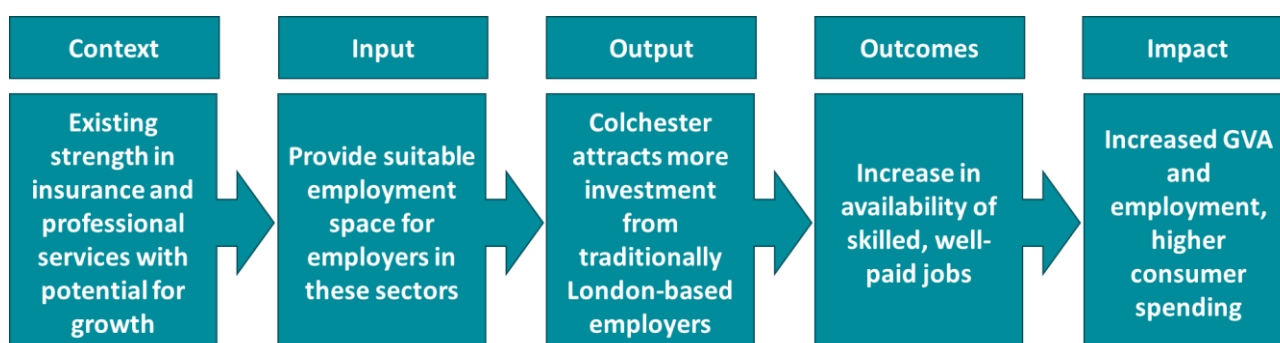 Context
Input
Output
Outcomes
Impact
Existing
strength in
insurance and
professional
services with
potential for
growth
Provide suitable
employment
space for
employers in
these sectors
Colchester
attracts more
investment
from
traditionally
London-based
employers
Increase in
availability of
skilled, well-
paid jobs
Increased GVA
and
employment,
higher
consumer
spending